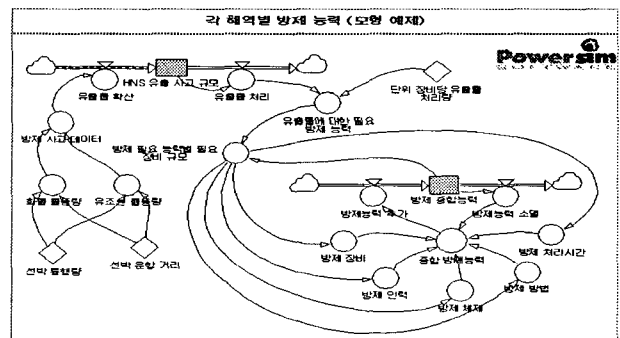 각 해역별 방제 능력 (모형 예제)
Powersim
HNS 유출 사고 규모
유출률 확산
유출률 처리
단위 장비당 유출률
처리량
유출률에 대한 필요
방제 능력
방제 사고데이터
방제 필요 능력별 필요
장비 규모
화물 물동량
유조선 물동량
방제 종합능력
방제능력 추가
방제능력 소멸
선박 통행량
선박 운항 거리
방제 장비
종합 방제능력
방제 처리시간
방제 인력
방제 체제
방제 방법